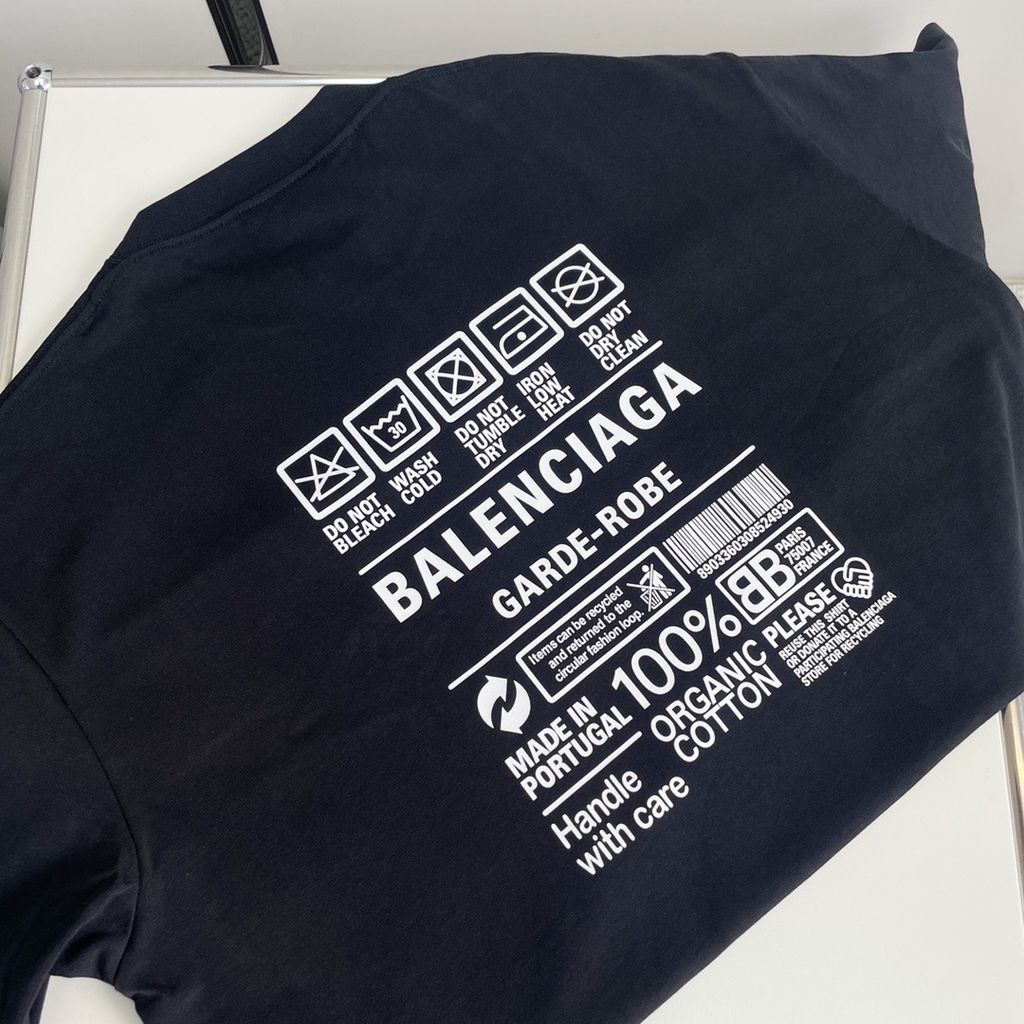 30
DO NOT
BLEACH
WASH
COLD
DO NOT
TUMBLE
DRY
IRON
LOW
HEAT
DO NOT
DRY
CLEAN
BALENCIAGA
GARDE-ROBE
Items can be recycled
and returned to the
circular fashion loop.
8903360308524930
BB
PARIS
75007
FRANCE
MADE IN
PORTUGAL
100%
ORGANIC
COTTON
PLEASE
REUSE THIS SHIRT
OR DONATE IT TO A
PARTICIPATING BALENCIAGA
STORE FOR RECYCLING
Handle
with care